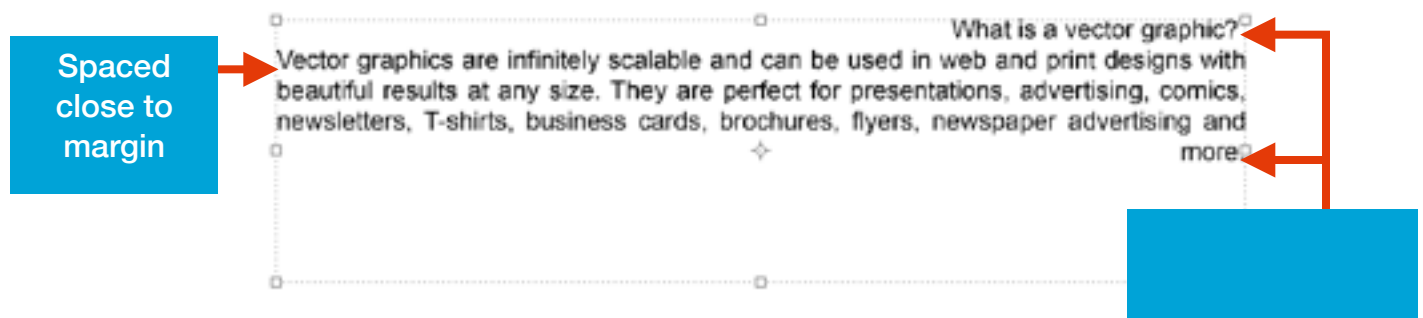 What is a vector graphic?
Spaced
close to
margin
Vector graphics are infinitely scalable and can be used in web and print designs with
beautiful results at any size. They are perfect for presentations, advertising, comics,
newsletters, T-shirts, business cards, brochures, flyers, newspaper advertising and
more.